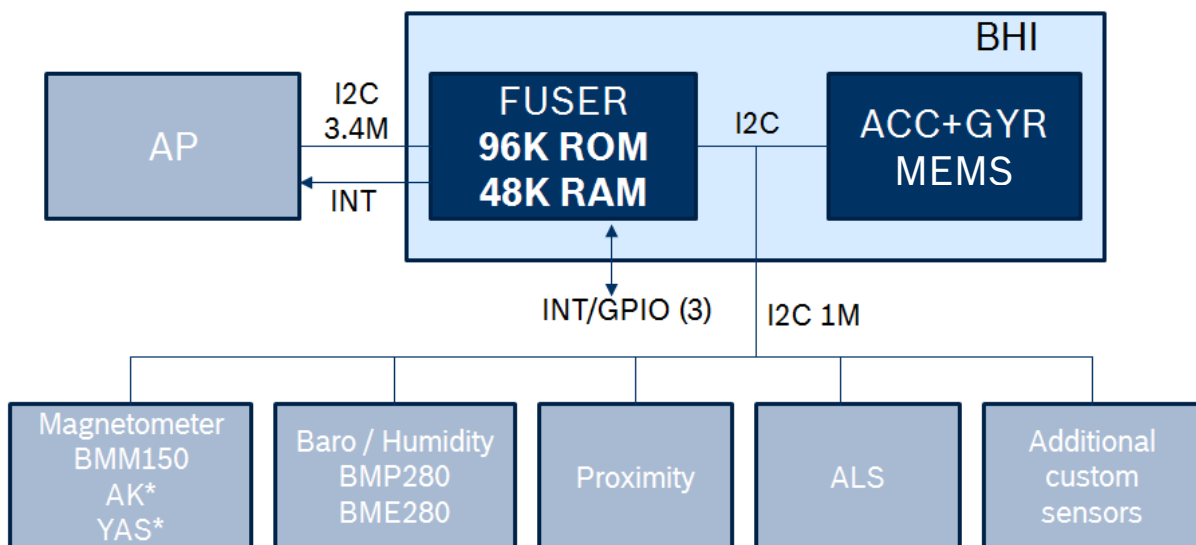 BHI
AP
I2C
3.4M
INT
FUSER
96K ROM
48K RAM
I2C
ACC+GYR
MEMS
INT/GPIO (3)
I2C 1M
Magnetometer
BMM150
AK*
YAS*
Baro / Humidity
BMP280
BME280
Proximity
ALS
Additional
custom
sensors